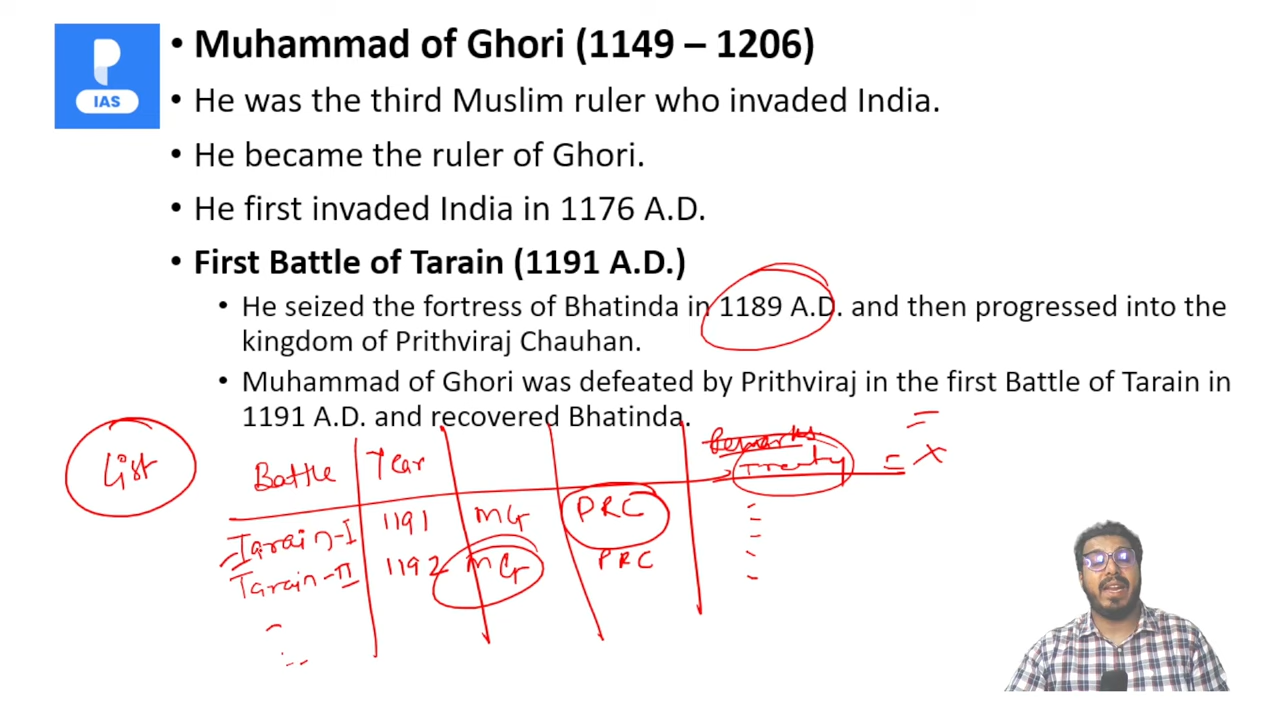 IAS
• Muhammad of Ghori (1149 – 1206)
• He was the third Muslim ruler who invaded India.
• He became the ruler of Ghori.
• He first invaded India in 1176 A.D.
• First Battle of Tarain (1191 A.D.)
• He seized the fortress of Bhatinda in 1189 A.D. and then progressed into the
kingdom of Prithviraj Chauhan.
• Muhammad of Ghori was defeated by Prithviraj in the first Battle of Tarain in
1191 A.D. and recovered Bhatinda.
List
Battle Year Remarks
Treaty = X
Tarain-I 1191 MG PRC
Tarain-II 1192 MG PRC